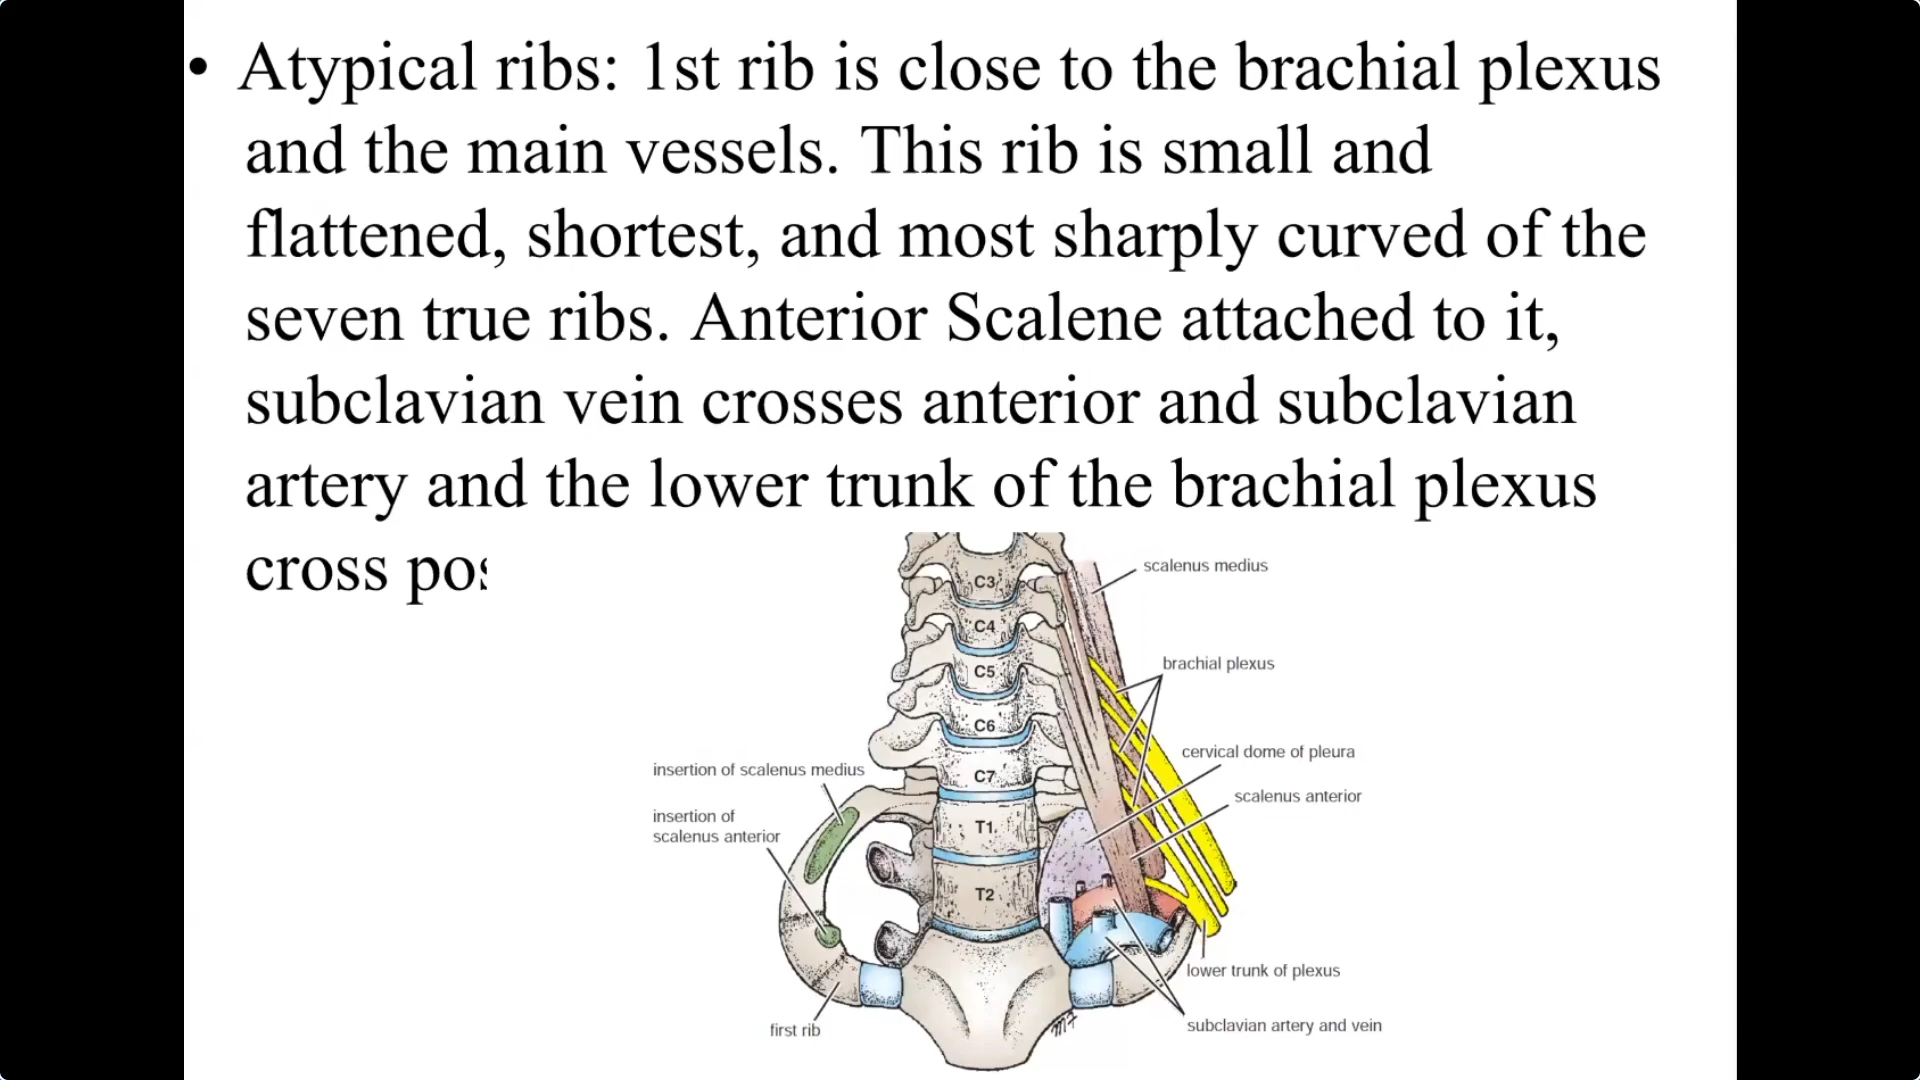 • Atypical ribs: 1st rib is close to the brachial plexus
and the main vessels. This rib is small and
flattened, shortest, and most sharply curved of the
seven true ribs. Anterior Scalene attached to it,
subclavian vein crosses anterior and subclavian
artery and the lower trunk of the brachial plexus
cross pos
scalenus medius
C3
C4
brachial plexus
C5
C6
cervical dome of pleura
insertion of scalenus medius
C7
scalenus anterior
insertion of
scalenus anterior
T1
T2
lower trunk of plexus
first rib
subclavian artery and vein